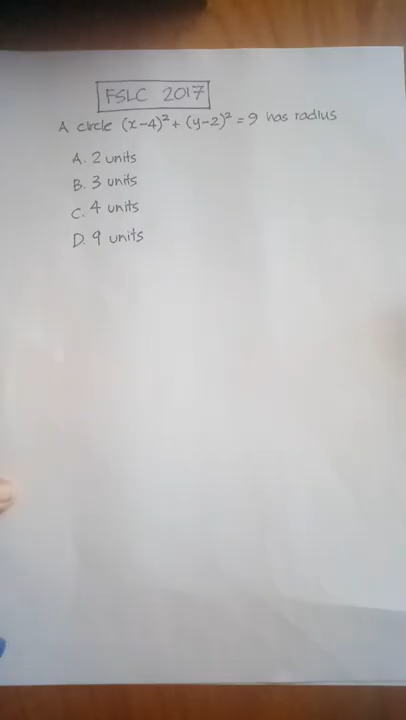 FSLC 2017
A circle (x-4)² + (y-2)² = 9 has radius
A. 2 units
B. 3 units
C. 4 units
D. 9 units